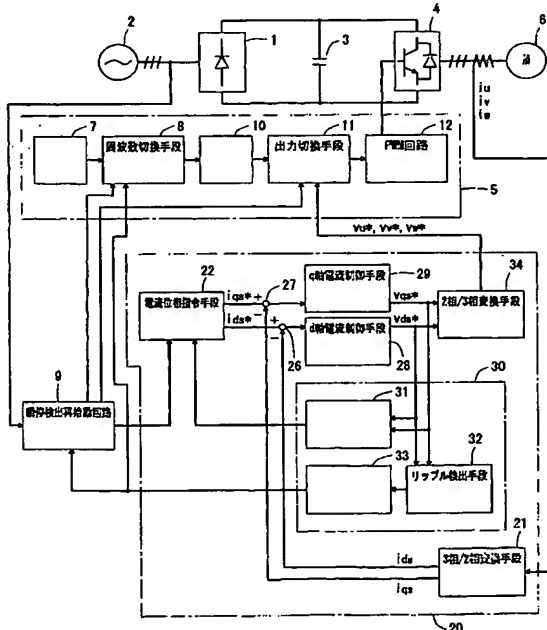 2
1
3
4
6
iu
iv
iw
7
8
10
11
12
周波数切換手段
出力切換手段
PWM回路
5
Vu*, Vv*, Vw*
22
iqs*
+
27
q軸電流制御手段
29
Vqs*
34
電流位相指令手段
ids*
−
+
−
26
d軸電流制御手段
Vds*
2相/3相変換手段
28
30
9
31
瞬停検出再始動回路
33
32
リップル検出手段
21
ids
iqs
3相/2相変換手段
20